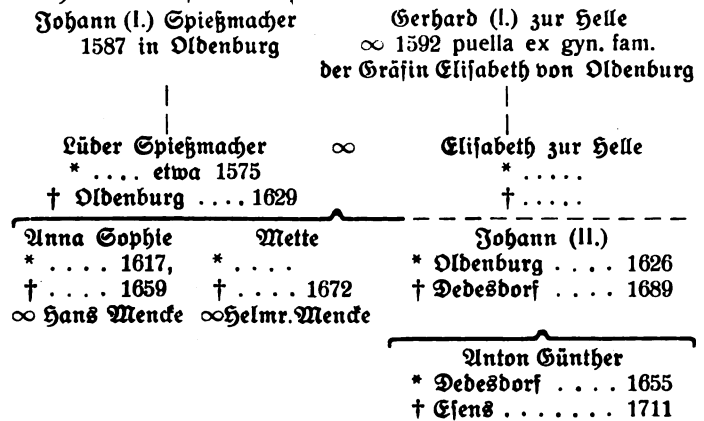 Johann (I.) Spießmacher
1587 in Oldenburg
Gerhard (I.) zur Helle
∞ 1592 puella ex gyn. fam.
der Gräfin Elisabeth von Oldenburg
Lüder Spießmacher ∞ Elisabeth zur Helle
* .... etwa 1575
* .....
† Oldenburg .... 1629
† .....
Anna Sophie
* .... 1617,
† .... 1659
∞ Hans Mencke
Mette
* ....
† .... 1672
∞Helmr. Mencke
Johann (II.)
* Oldenburg .... 1626
† Dedesdorf .... 1689
Anton Günther
* Dedesdorf .... 1655
† Esens ....... 1711